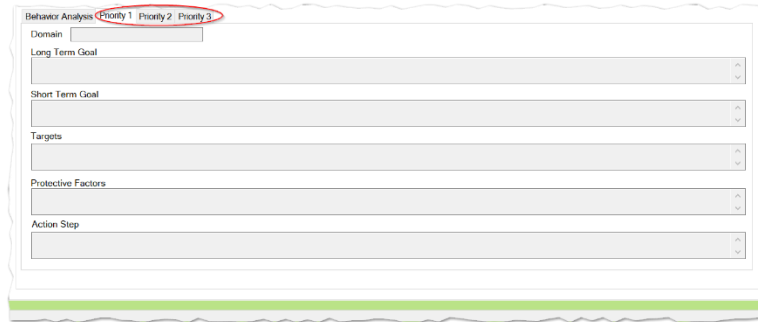 Behavior Analysis Priority 1 Priority 2 Priority 3
Domain
Long Term Goal
Short Term Goal
Targets
Protective Factors
Action Step